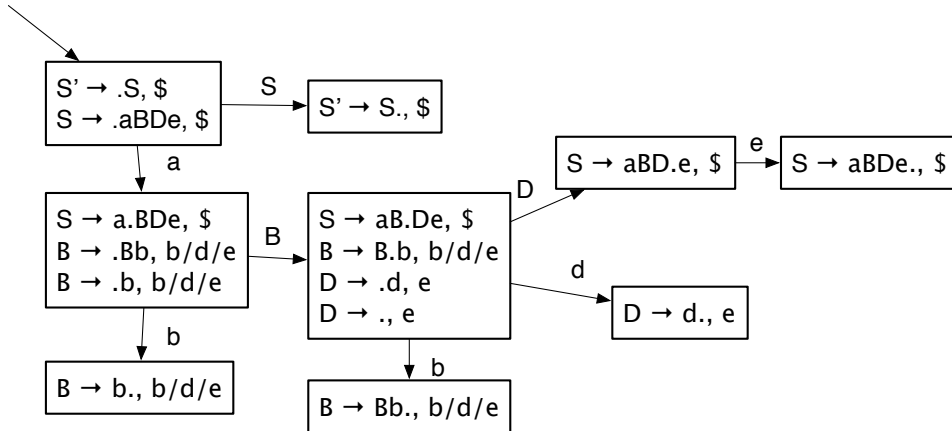 S' → .S, $
S → .aBDe, $
S
S' → S., $
a
S → aBD.e, $
e
S → aBDe., $
D
S → a.BDe, $
B → .Bb, b/d/e
B → .b, b/d/e
B
S → aB.De, $
B → B.b, b/d/e
D → .d, e
D → ., e
d
D → d., e
b
B → b., b/d/e
b
B → Bb., b/d/e